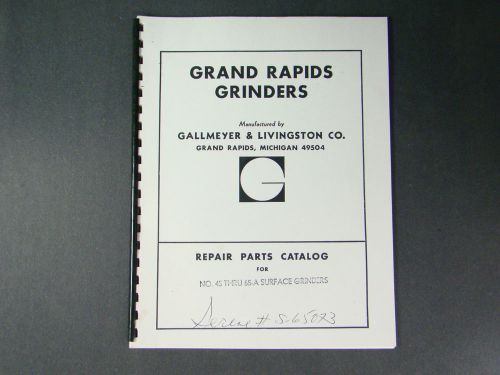 GRAND RAPIDS
GRINDERS
Manufactured by
GALLMEYER & LIVINGSTON CO.
GRAND RAPIDS, MICHIGAN 49504
G
REPAIR PARTS CATALOG
FOR
NO. 45 THRU 65-A SURFACE GRINDERS
# S-65023